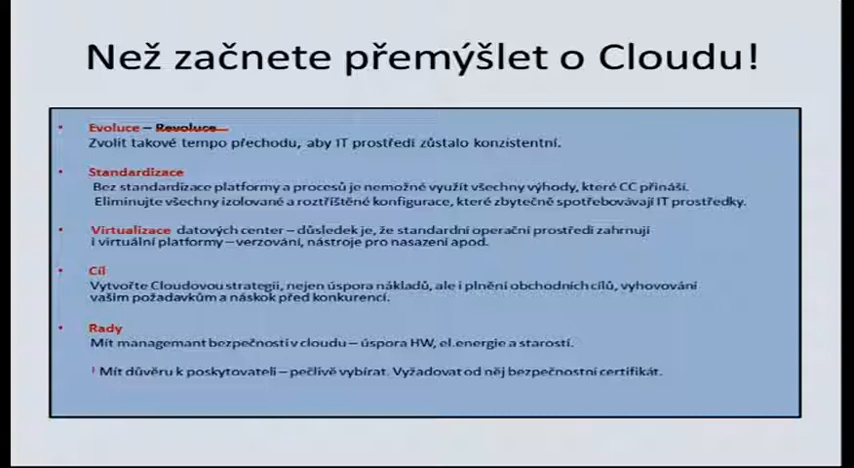 Než začnete přemýšlet o Cloudu!
• Evoluce – Revoluce
Zvolit takové tempo přechodu, aby IT prostředí zůstalo konzistentní.
• Standardizace
Bez standardizace platformy a procesů je nemožné využít všechny výhody, které CC přináší.
Eliminujte všechny izolované a roztříštěné konfigurace, které zbytečně spotřebovávají IT prostředky.
• Virtualizace datových center – důsledek je, že standardní operační prostředí zahrnují
i virtuální platformy – verzování, nástroje pro nasazení apod.
• Cíl
Vytvořte Cloudovou strategii, nejen úspora nákladů, ale i plnění obchodních cílů, vyhovování
vašim požadavkům a náskok před konkurencí.
• Rady
Mít managemant bezpečnosti v cloudu – úspora HW, el.energie a starostí.
! Mít důvěru k poskytovateli – pečlivě vybírat. Vyžadovat od něj bezpečnostní certifikát.